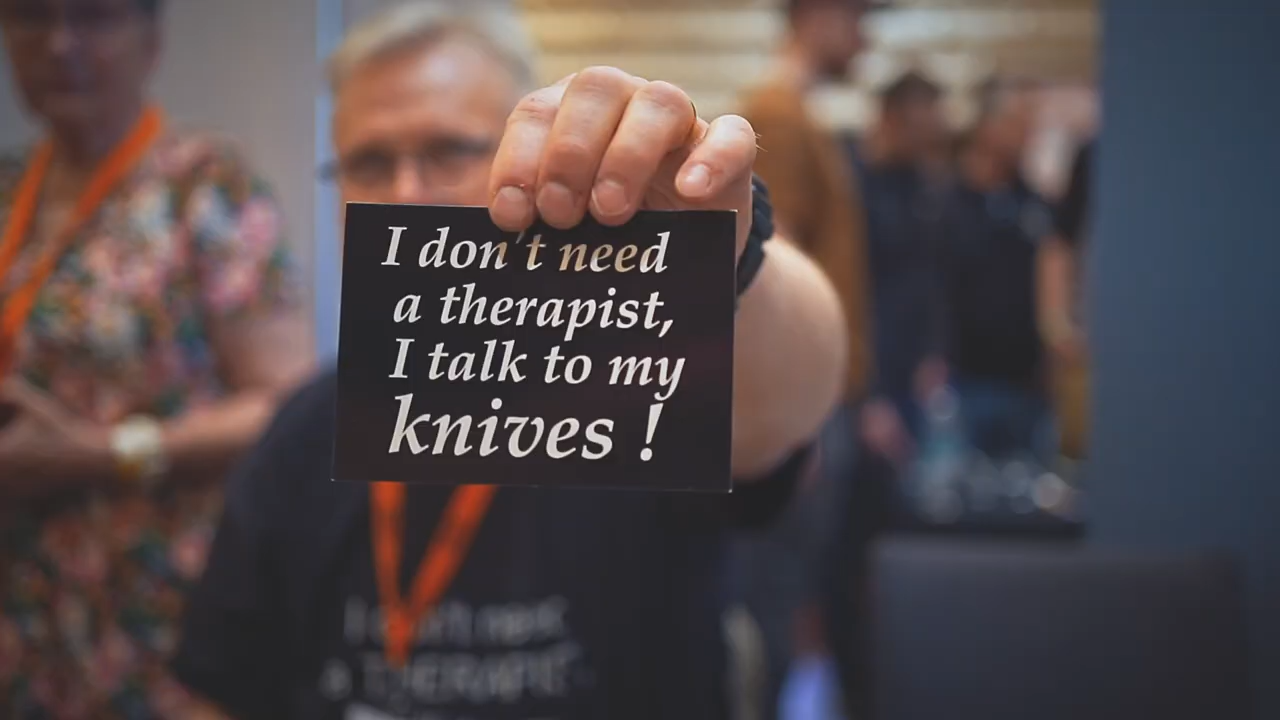 I don't need
a therapist,
I talk to my
knives !